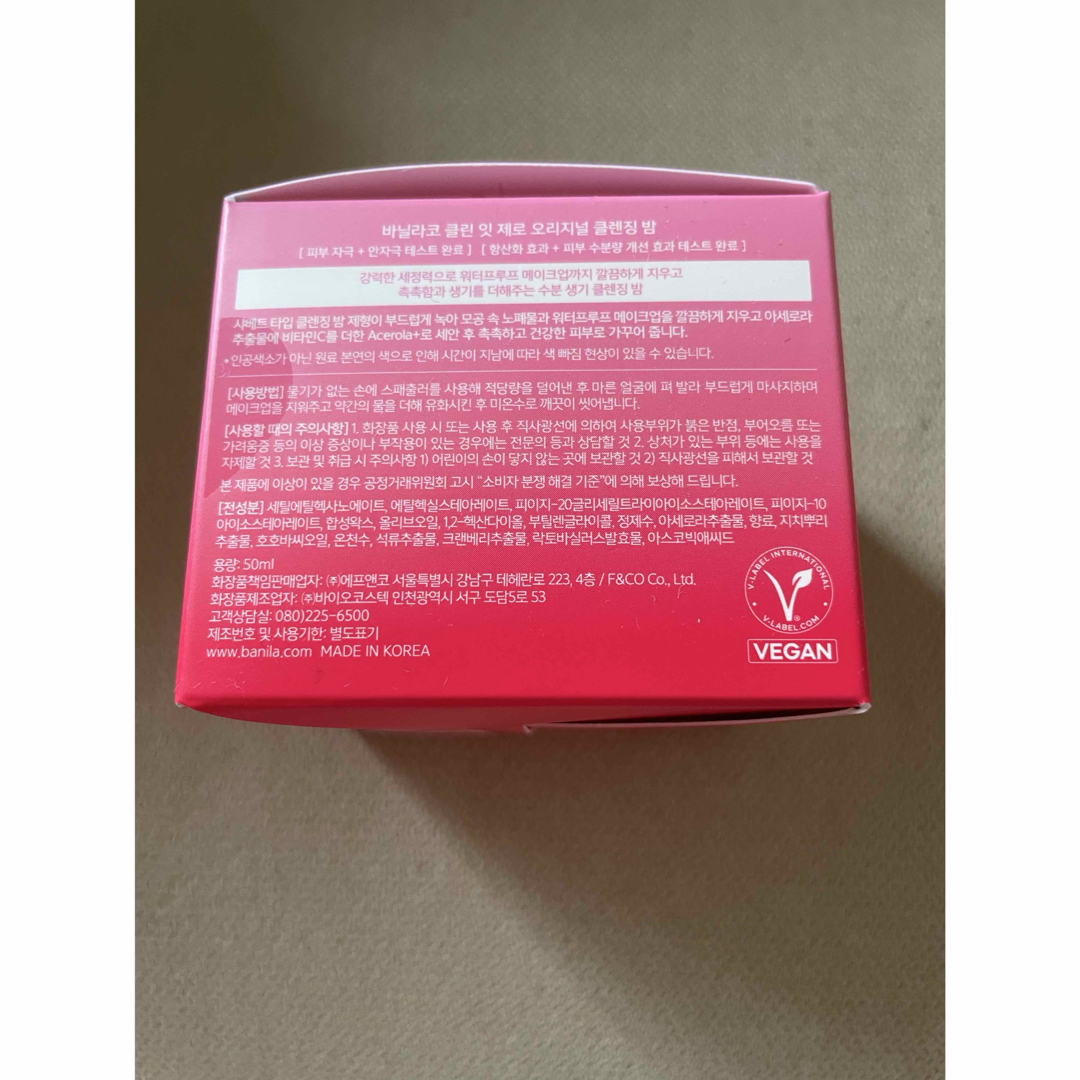 바닐라코 클린 잇 제로 오리지널 클렌징 밤
[ 피부 자극 + 안자극 테스트 완료 ] [ 항산화 효과 + 피부 수분량 개선 효과 테스트 완료 ]
강력한 세정력으로 워터프루프 메이크업까지 깔끔하게 지우고
촉촉함과 생기를 더해주는 수분 생기 클렌징 밤
샤베트 타입 클렌징 밤 제형이 부드럽게 녹아 모공 속 노폐물과 워터프루프 메이크업을 깔끔하게 지우고 아세로라
추출물에 비타민C를 더한 Acerola+로 세안 후 촉촉하고 건강한 피부로 가꾸어 줍니다.
*인공색소가 아닌 원료 본연의 색으로 인해 시간이 지남에 따라 색 빠짐 현상이 있을 수 있습니다.
[사용방법] 물기가 없는 손에 스패출러를 사용해 적당량을 덜어낸 후 마른 얼굴에 펴 발라 부드럽게 마사지하며
메이크업을 지워주고 약간의 물을 더해 유화시킨 후 미온수로 깨끗이 씻어냅니다.
[사용할 때의 주의사항] 1. 화장품 사용 시 또는 사용 후 직사광선에 의하여 사용부위가 붉은 반점, 부어오름 또는
가려움증 등의 이상 증상이나 부작용이 있는 경우에는 전문의 등과 상담할 것 2. 상처가 있는 부위 등에는 사용을
자제할 것 3. 보관 및 취급 시 주의사항 1) 어린이의 손이 닿지 않는 곳에 보관할 것 2) 직사광선을 피해서 보관할 것
본 제품에 이상이 있을 경우 공정거래위원회 고시 "소비자 분쟁 해결 기준"에 의해 보상해 드립니다.
[전성분] 세틸에틸헥사노에이트, 에틸헥실스테아레이트, 피이지-20글리세릴트라이아이소스테아레이트, 피이지-10
아이소스테아레이트, 합성왁스, 올리브오일, 1,2-헥산다이올, 부틸렌글라이콜, 정제수, 아세로라추출물, 향료, 지치뿌리
추출물, 호호바씨오일, 온천수, 석류추출물, 크랜베리추출물, 락토바실러스발효물, 아스코빅애씨드
용량: 50ml
화장품책임판매업자: ㈜에프앤코 서울특별시 강남구 테헤란로 223, 4층 / F&CO Co., Ltd.
화장품제조업자: ㈜바이오코스텍 인천광역시 서구 도담5로 53
고객상담실: 080)225-6500
제조번호 및 사용기한: 별도표기
www.banila.com MADE IN KOREA
V-LABEL INTERNATIONAL
V-LABEL.COM
VEGAN